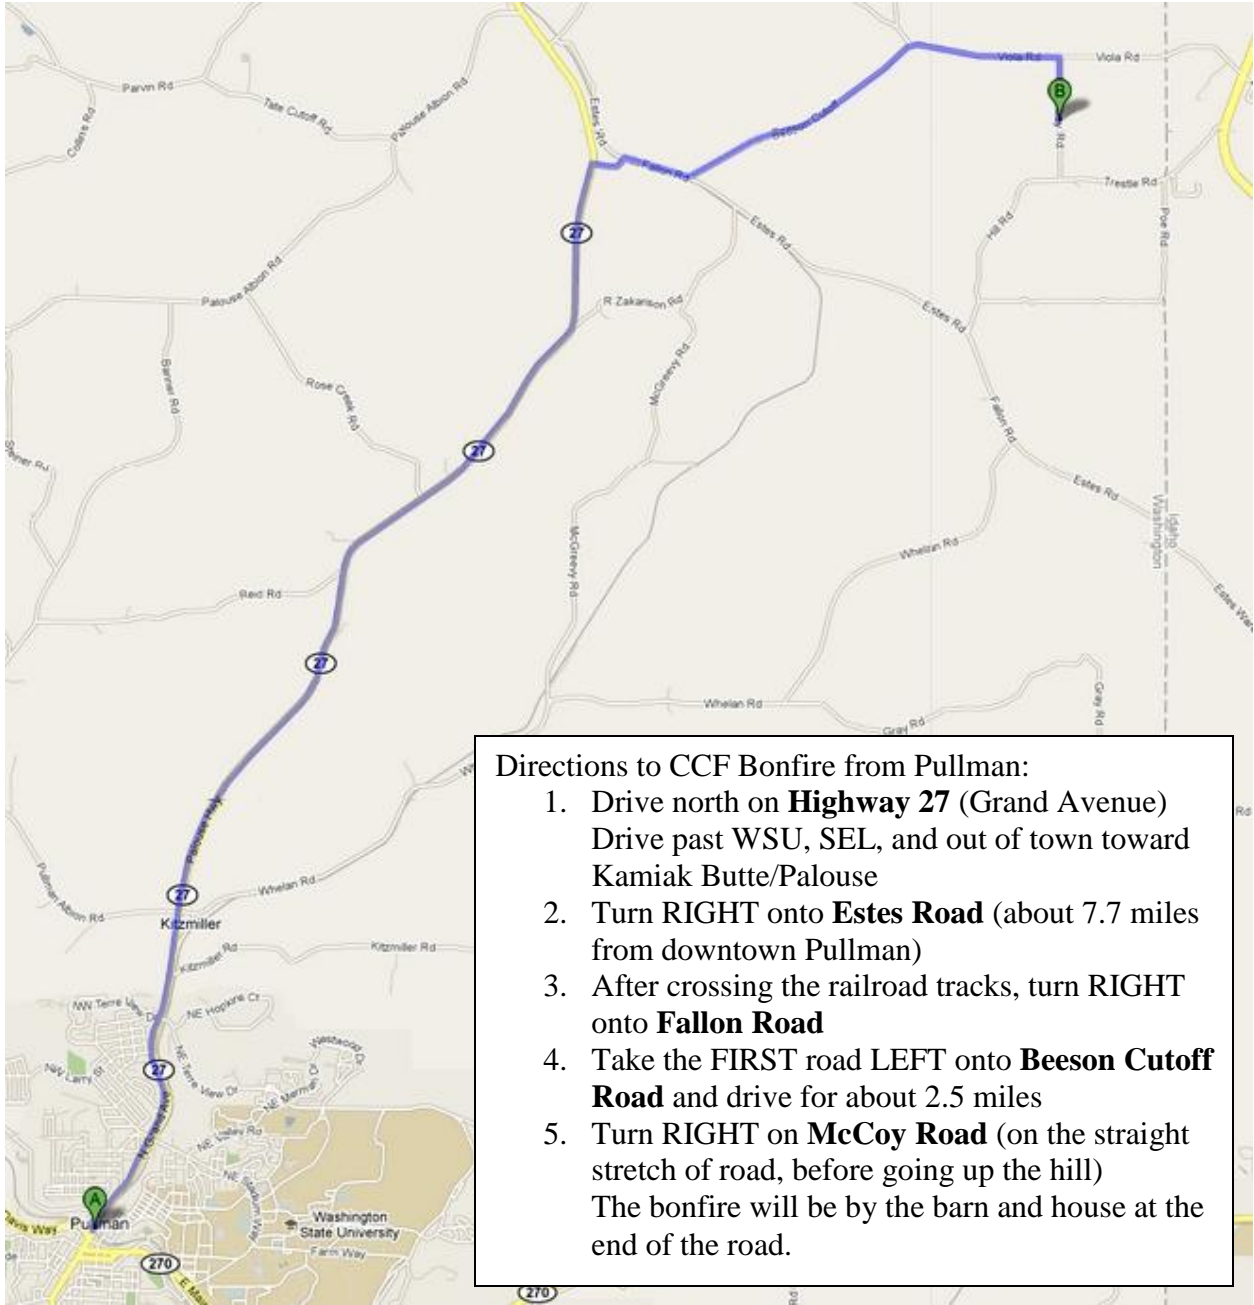 Viola Rd
Viola Rd
Parvin Rd
Tate Cutoff Rd
Palouse Albion Rd
Collins Rd
Estes Rd
Beeson Cutoff
B
Fallon Rd
Trestle Rd
Hill Rd
Poe Rd
27
Estes Rd
Palouse Albion Rd
R Zakarison Rd
Estes Rd
Banner Rd
McGreevy Rd
Rose Creek Rd
Fallon Rd
27
Estes Rd
Idaho
Washington
McGreevy Rd
Whelan Rd
Reid Rd
27
Whelan Rd
Gray Rd
Gray Rd
Palouse Hwy
Rd
Pullman Albion Rd
27
Whelan Rd
Kitzmiller
Kitzmiller Rd
Kitzmiller Rd
NW Terre View Dr
NE Hopkins Ct
Westwood Dr
NW Larry St
27
NE Terre View Dr
NE Merman Dr
N Grand Ave
NE Valley Rd
NE Stadium Way
A
Davis Way
Pullman
Washington
State University
Farm Way
270
270
Rd
Directions to CCF Bonfire from Pullman:
1. Drive north on Highway 27 (Grand Avenue)
Drive past WSU, SEL, and out of town toward
Kamiak Butte/Palouse
2. Turn RIGHT onto Estes Road (about 7.7 miles
from downtown Pullman)
3. After crossing the railroad tracks, turn RIGHT
onto Fallon Road
4. Take the FIRST road LEFT onto Beeson Cutoff
Road and drive for about 2.5 miles
5. Turn RIGHT on McCoy Road (on the straight
stretch of road, before going up the hill)
The bonfire will be by the barn and house at the
end of the road.